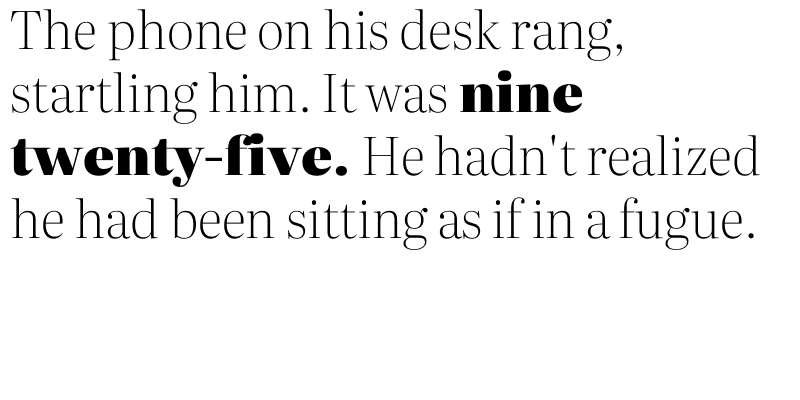 The phone on his desk rang,
startling him. It was nine
twenty-five. He hadn't realized
he had been sitting as if in a fugue.